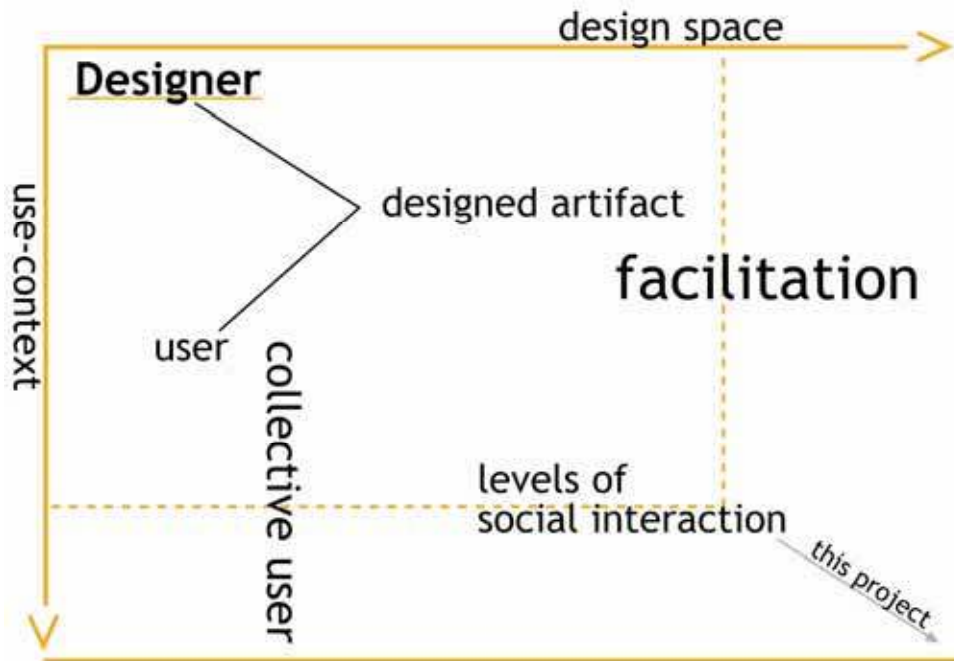 design space
Designer
use-context
designed artifact
facilitation
user
collective user
levels of
social interaction
this project